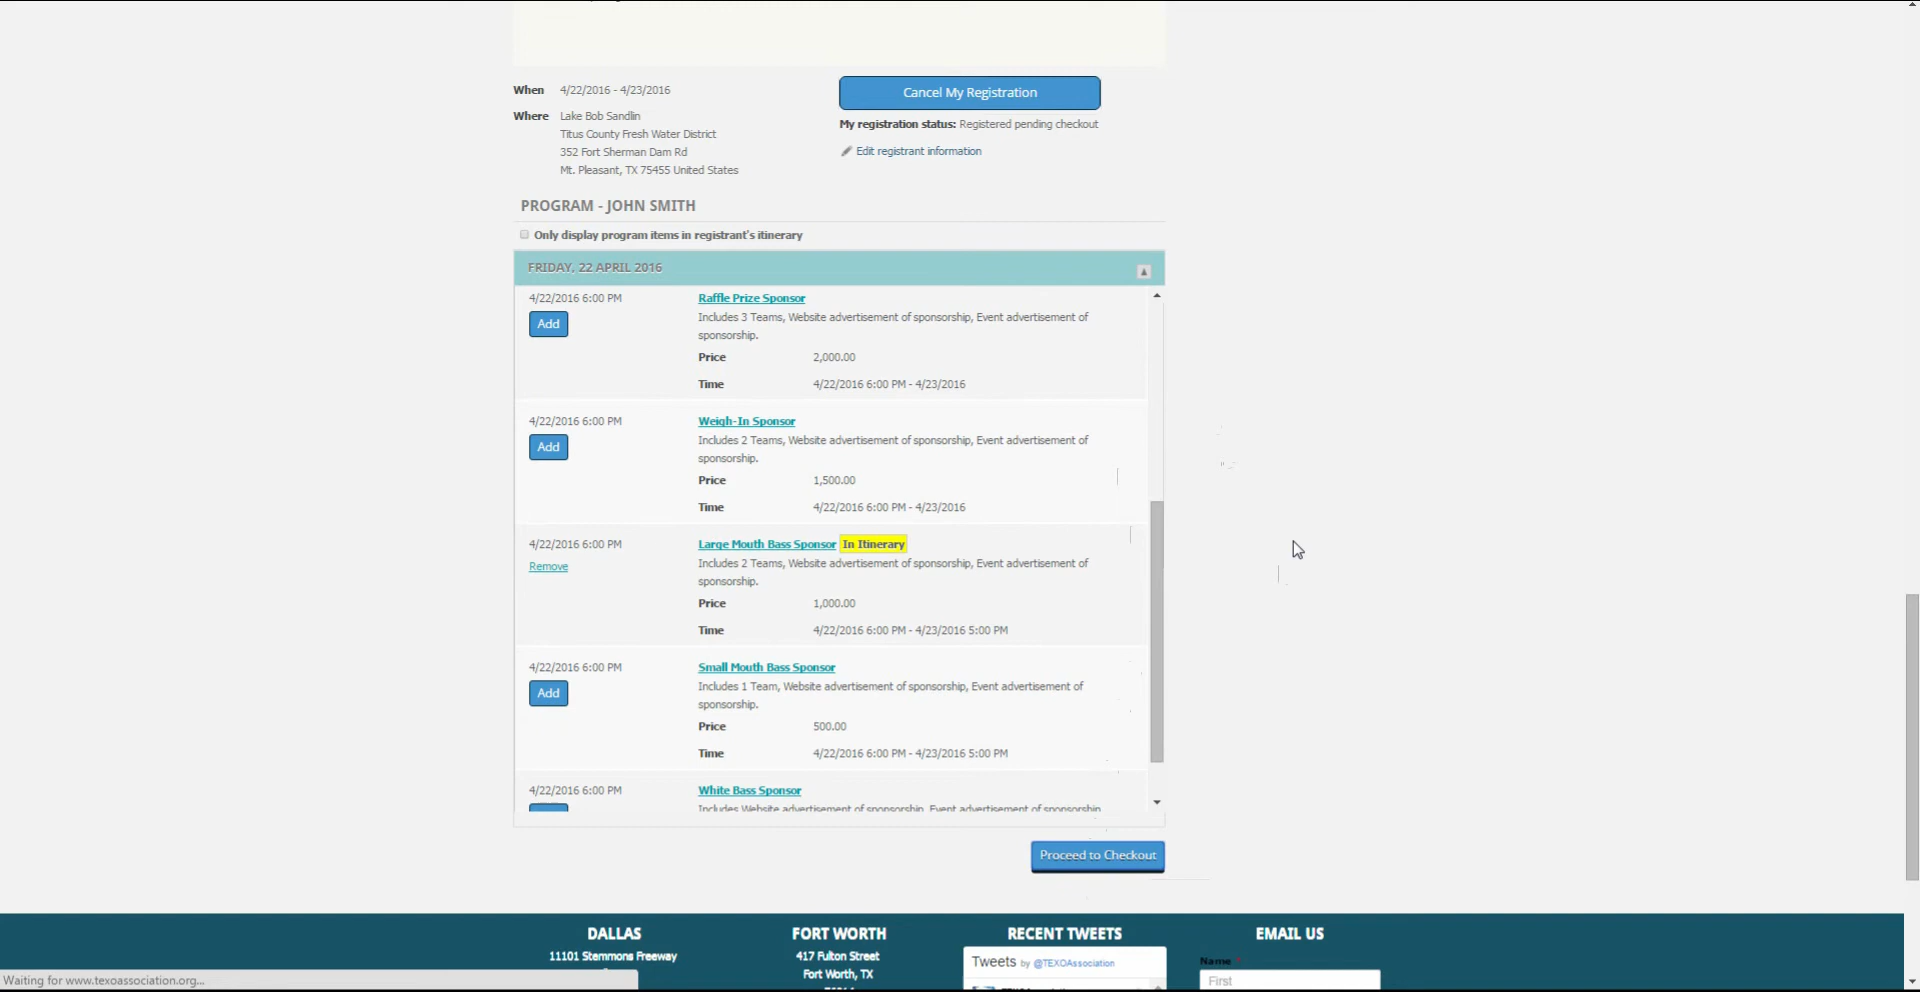 When 4/22/2016 - 4/23/2016
Cancel My Registration
My registration status: Registered pending checkout
Edit registrant information
Where Lake Bob Sandlin
Titus County Fresh Water District
352 Fort Sherman Dam Rd
Mt. Pleasant, TX 75455 United States
PROGRAM - JOHN SMITH
Only display program items in registrant's itinerary
FRIDAY, 22 APRIL 2016
4/22/2016 6:00 PM
Add
Raffle Prize Sponsor
Includes 3 Teams, Website advertisement of sponsorship, Event advertisement of
sponsorship.
Price 2,000.00
Time 4/22/2016 6:00 PM - 4/23/2016
4/22/2016 6:00 PM
Add
Weigh-In Sponsor
Includes 2 Teams, Website advertisement of sponsorship, Event advertisement of
sponsorship.
Price 1,500.00
Time 4/22/2016 6:00 PM - 4/23/2016
4/22/2016 6:00 PM
Remove
Large Mouth Bass Sponsor In Itinerary
Includes 2 Teams, Website advertisement of sponsorship, Event advertisement of
sponsorship.
Price 1,000.00
Time 4/22/2016 6:00 PM - 4/23/2016 5:00 PM
4/22/2016 6:00 PM
Add
Small Mouth Bass Sponsor
Includes 1 Team, Website advertisement of sponsorship, Event advertisement of
sponsorship.
Price 500.00
Time 4/22/2016 6:00 PM - 4/23/2016 5:00 PM
4/22/2016 6:00 PM
White Bass Sponsor
Includes Website advertisement of sponsorship, Event advertisement of sponsorship
Proceed to Checkout
DALLAS
11101 Stemmons Freeway
FORT WORTH
417 Fulton Street
Fort Worth, TX
RECENT TWEETS
Tweets by @TEXOAssociation
EMAIL US
Name *
First
Waiting for www.texoassociation.org...